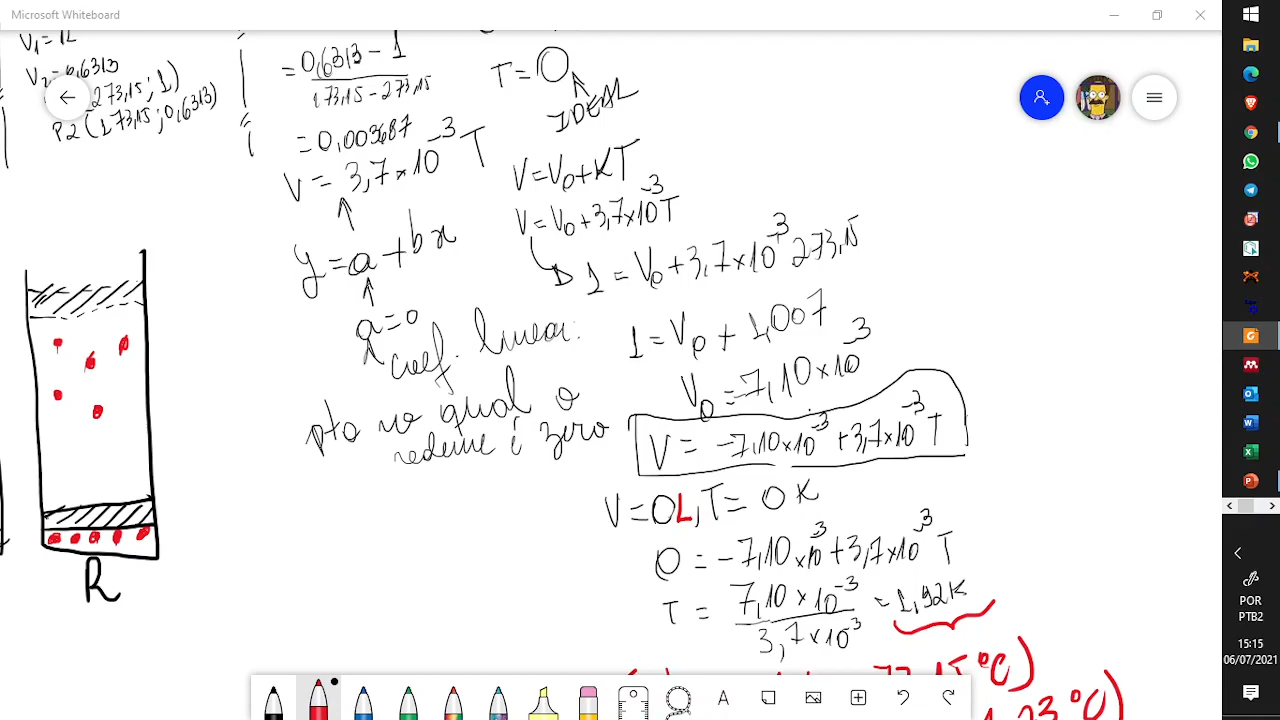 Microsoft Whiteboard
V1 = 1L
V2 = 0,6313
273,15; 1)
P2 (173,15; 0,6313)
= 0,6313 - 1
173,15 - 273,15
= 0,003687
V = 3,7 x 10^-3 T
y = a + bx
a = 0
coef. linear:
pto no qual o
é zero
T = 0
IDEAL
V = V0 + KT
V = V0 + 3,7 x 10^-3 T
1 = V0 + 3,7 x 10^-3 273,15
1 = V0 + 1,007
V0 = -7,10 x 10^-3
V = -7,10 x 10^-3 + 3,7 x 10^-3 T
V = 0L, T = 0 K
0 = -7,10 x 10^-3 + 3,7 x 10^-3 T
T = 7,10 x 10^-3 = 1,92K
3,7 x 10^-3
15 °C)
23 °C)
R
A
POR
PTB2
15:15
06/07/2021